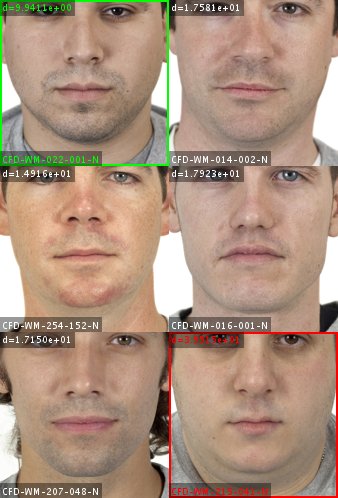 d=9.9411e+00
d=1.7581e+01
CFD-WM-022-001-N
CFD-WM-014-002-N
d=1.4916e+01
d=1.7923e+01
CFD-WM-254-152-N
CFD-WM-016-001-N
d=1.7150e+01
CFD-WM-207-048-N